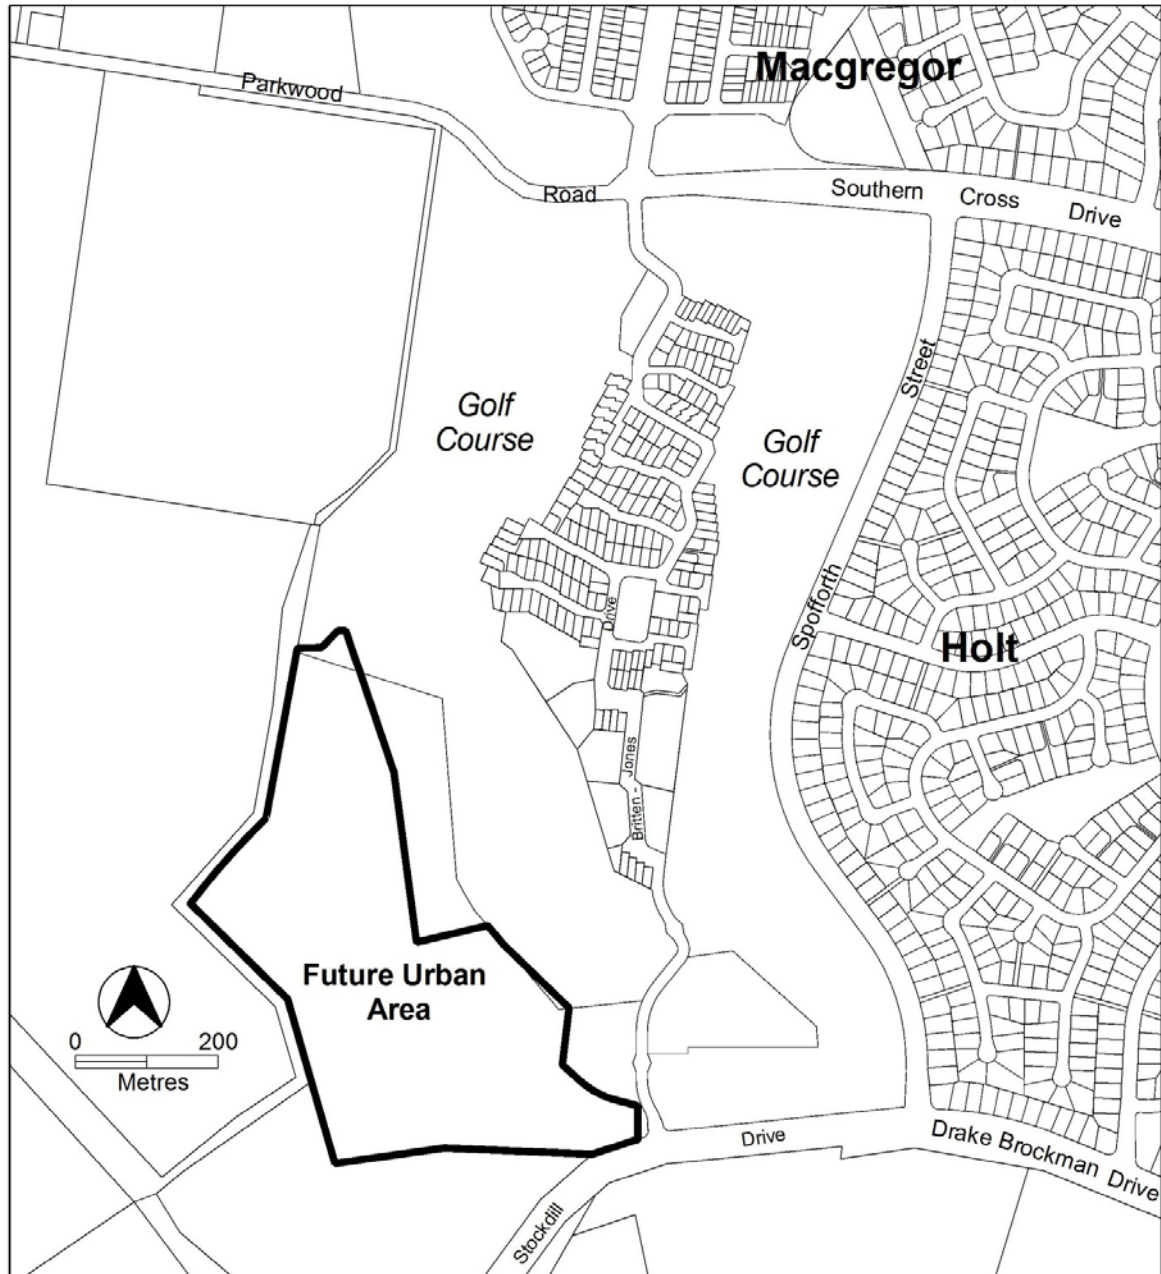 Macgregor
Parkwood
Road
Southern Cross Drive
Street
Golf
Course
Golf
Course
Spofforth
Drive
Holt
Britten - Jones
Future Urban
Area
0 200
Metres
Drive
Drake Brockman Drive
Stockdill